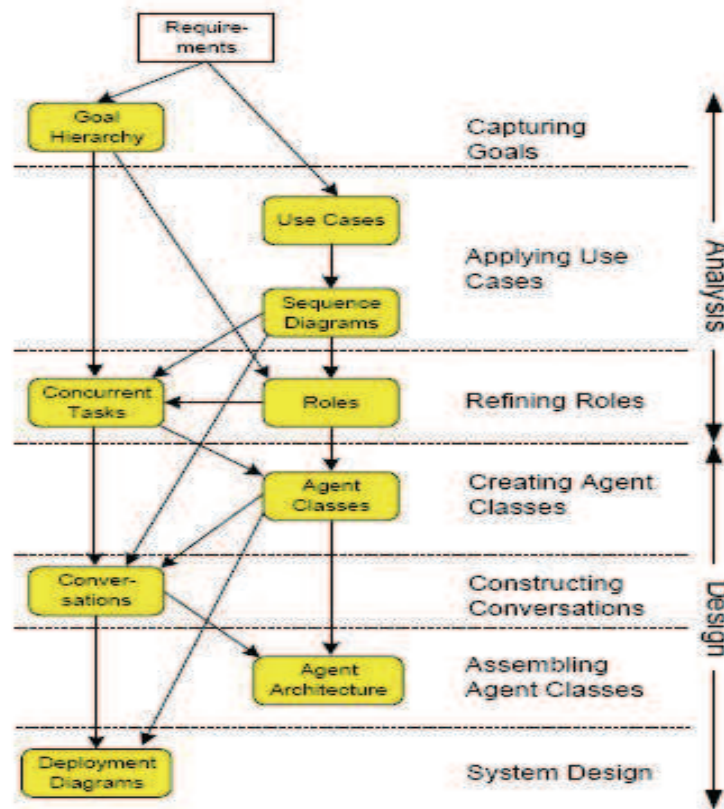 Require-
ments
Goal
Hierarchy
Capturing
Goals
Use Cases
Applying Use
Cases
Sequence
Diagrams
Analysis
Concurrent
Tasks
Roles
Refining Roles
Agent
Classes
Creating Agent
Classes
Conver-
sations
Constructing
Conversations
Design
Agent
Architecture
Assembling
Agent Classes
Deployment
Diagrams
System Design